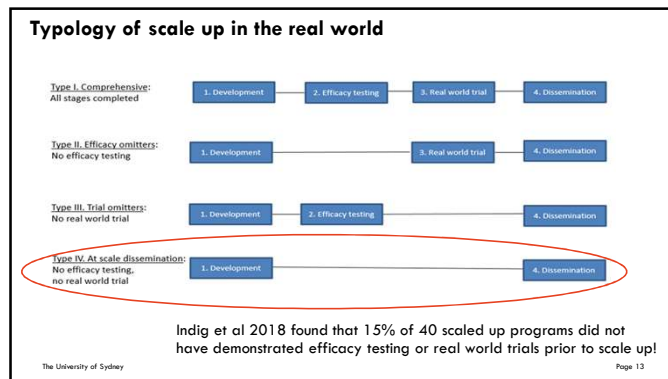 Typology of scale up in the real world
Type I. Comprehensive:
All stages completed
1. Development
2. Efficacy testing
3. Real world trial
4. Dissemination
Type II. Efficacy omitters:
No efficacy testing
1. Development
3. Real world trial
4. Dissemination
Type III. Trial omitters:
No real world trial
1. Development
2. Efficacy testing
4. Dissemination
Type IV. At scale dissemination:
No efficacy testing,
no real world trial
1. Development
4. Dissemination
Indig et al 2018 found that 15% of 40 scaled up programs did not
have demonstrated efficacy testing or real world trials prior to scale up!
The University of Sydney
Page 13